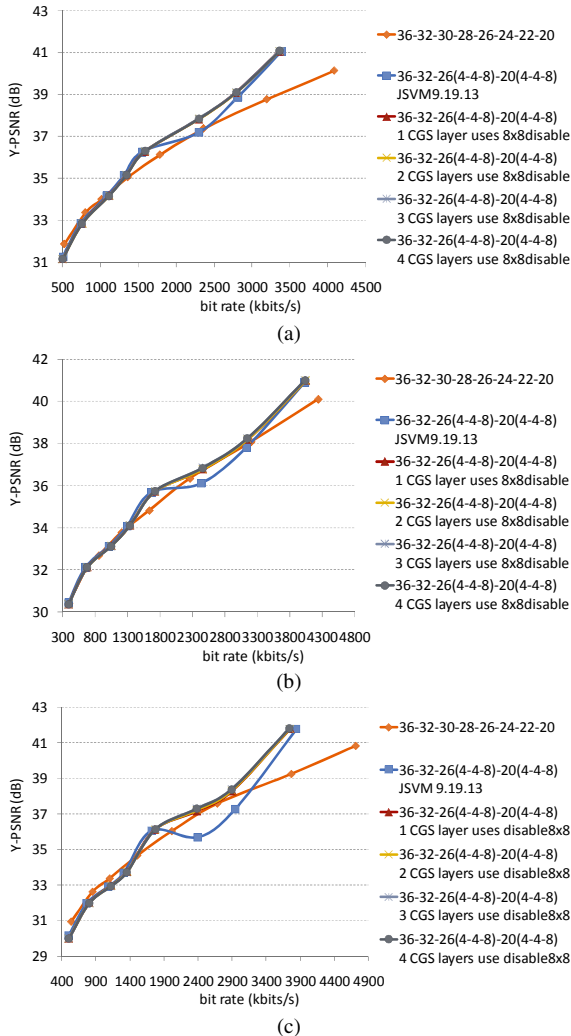 43
41
39
37
35
33
31
Y-PSNR (dB)
500 1000 1500 2000 2500 3000 3500 4000 4500
bit rate (kbits/s)
36-32-30-28-26-24-22-20
36-32-26(4-4-8)-20(4-4-8)
JSVM9.19.13
36-32-26(4-4-8)-20(4-4-8)
1 CGS layer uses 8x8disable
36-32-26(4-4-8)-20(4-4-8)
2 CGS layers use 8x8disable
36-32-26(4-4-8)-20(4-4-8)
3 CGS layers use 8x8disable
36-32-26(4-4-8)-20(4-4-8)
4 CGS layers use 8x8disable
(a)
42
40
38
36
34
32
30
Y-PSNR (dB)
300 800 1300 1800 2300 2800 3300 3800 4300 4800
bit rate (kbits/s)
36-32-30-28-26-24-22-20
36-32-26(4-4-8)-20(4-4-8)
JSVM9.19.13
36-32-26(4-4-8)-20(4-4-8)
1 CGS layer uses 8x8disable
36-32-26(4-4-8)-20(4-4-8)
2 CGS layers use 8x8disable
36-32-26(4-4-8)-20(4-4-8)
3 CGS layers use 8x8disable
36-32-26(4-4-8)-20(4-4-8)
4 CGS layers use 8x8disable
(b)
43
41
39
37
35
33
31
29
Y-PSNR (dB)
400 900 1400 1900 2400 2900 3400 3900 4400 4900
bit rate (kbits/s)
36-32-30-28-26-24-22-20
36-32-26(4-4-8)-20(4-4-8)
JSVM 9.19.13
36-32-26(4-4-8)-20(4-4-8)
1 CGS layer uses disable8x8
36-32-26(4-4-8)-20(4-4-8)
2 CGS layers use disable8x8
36-32-26(4-4-8)-20(4-4-8)
3 CGS layers use disable8x8
36-32-26(4-4-8)-20(4-4-8)
4 CGS layers use disable8x8
(c)